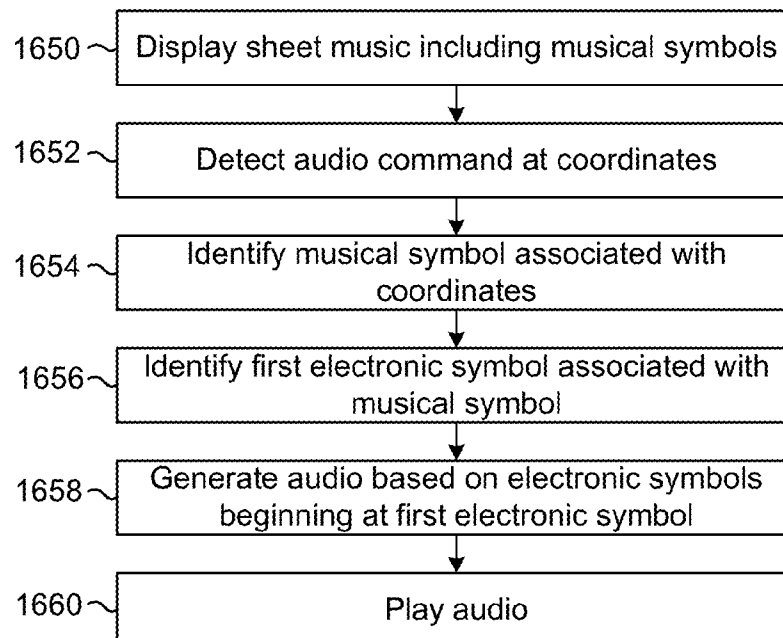 1650
Display sheet music including musical symbols
1652
Detect audio command at coordinates
1654
Identify musical symbol associated with
coordinates
1656
Identify first electronic symbol associated with
musical symbol
1658
Generate audio based on electronic symbols
beginning at first electronic symbol
1660
Play audio